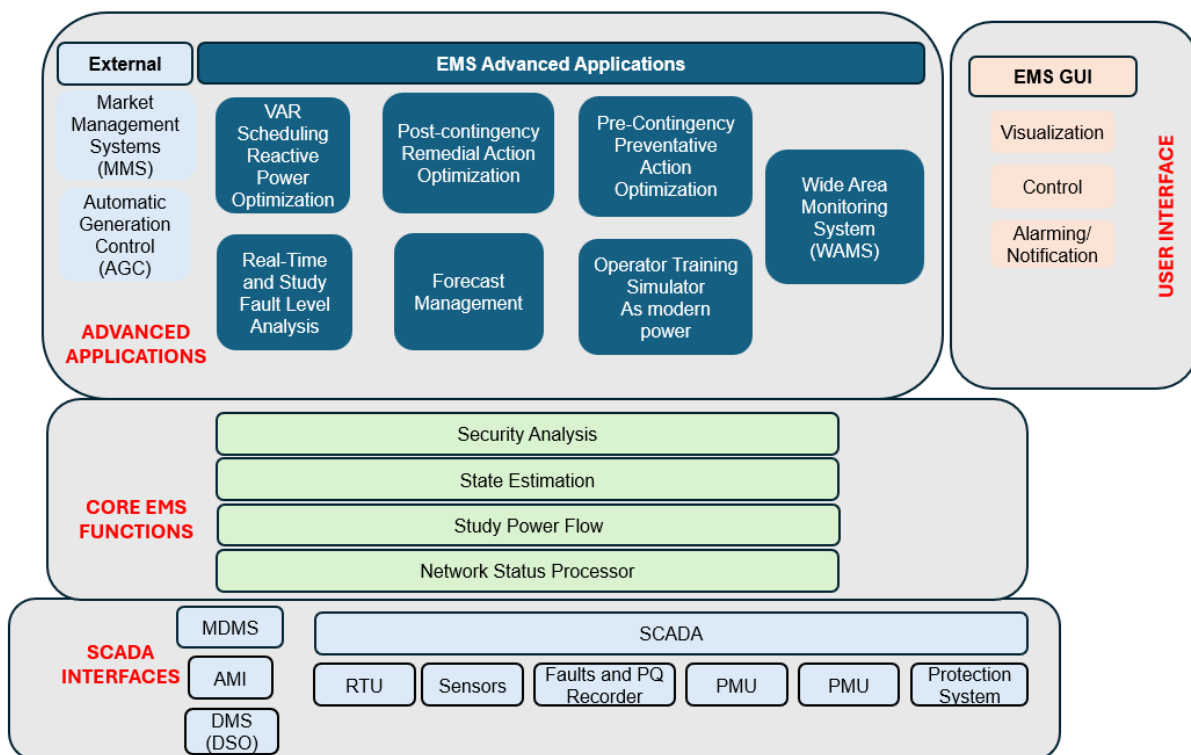 External
EMS Advanced Applications
Market
Management
Systems
(MMS)
Automatic
Generation
Control
(AGC)
VAR
Scheduling
Reactive
Power
Optimization
Post-contingency
Remedial Action
Optimization
Pre-Contingency
Preventative
Action
Optimization
Wide Area
Monitoring
System
(WAMS)
Real-Time
and Study
Fault Level
Analysis
Forecast
Management
Operator Training
Simulator
As modern
power
ADVANCED
APPLICATIONS
EMS GUI
Visualization
Control
Alarming/
Notification
USER INTERFACE
CORE EMS
FUNCTIONS
Security Analysis
State Estimation
Study Power Flow
Network Status Processor
SCADA
INTERFACES
MDMS
AMI
DMS
(DSO)
SCADA
RTU
Sensors
Faults and PQ
Recorder
PMU
PMU
Protection
System